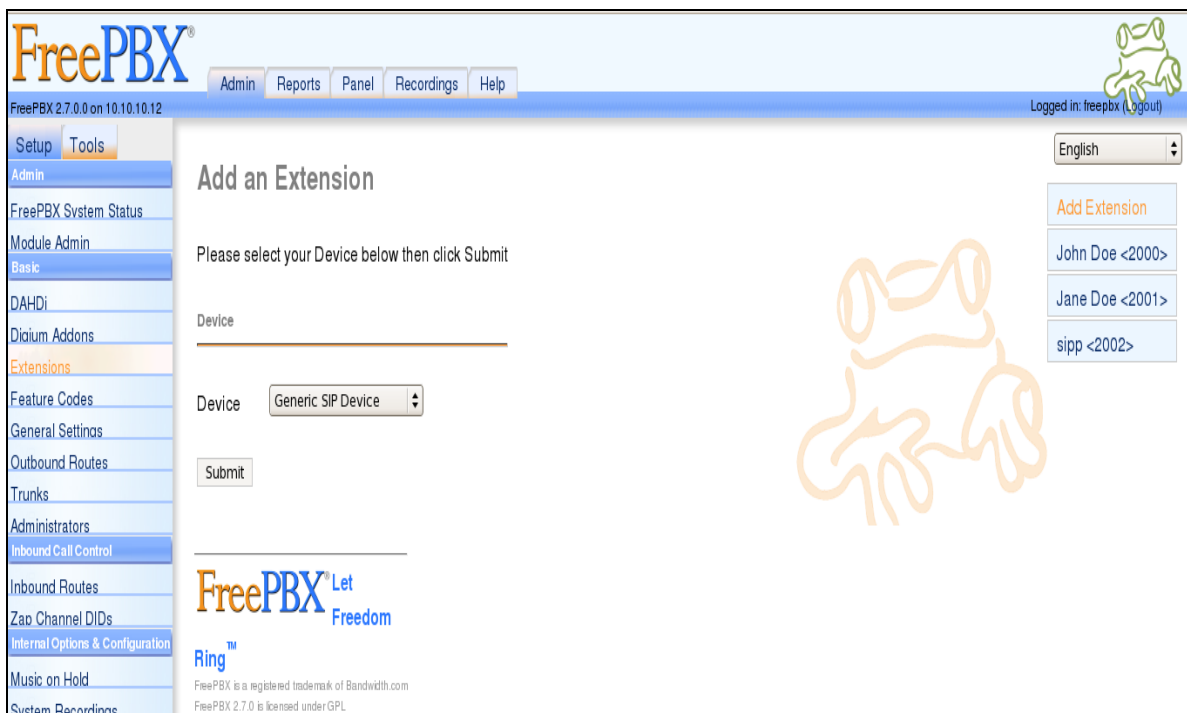 FreePBX®
Admin Reports Panel Recordings Help
FreePBX 2.7.0.0 on 10.10.10.12
Logged in: freepbx (Logout)
Setup Tools
Admin
FreePBX System Status
Module Admin
Basic
DAHDi
Digium Addons
Extensions
Feature Codes
General Settings
Outbound Routes
Trunks
Administrators
Inbound Call Control
Inbound Routes
Zap Channel DIDs
Internal Options & Configuration
Music on Hold
System Recordings
Add an Extension
Please select your Device below then click Submit
Device
Device Generic SIP Device
Submit
FreePBX® Let
Freedom
Ring™
FreePBX is a registered trademark of Bandwidth.com
FreePBX 2.7.0 is licensed under GPL
English
Add Extension
John Doe <2000>
Jane Doe <2001>
sipp <2002>